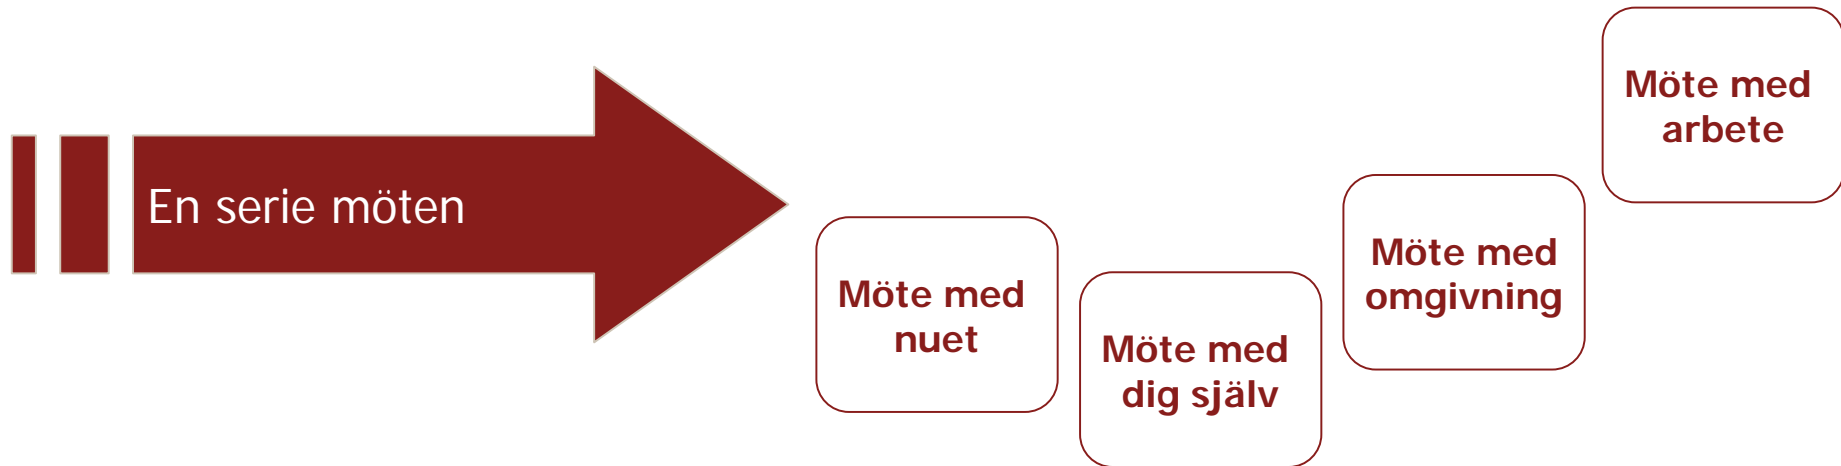 En serie möten
Möte med
nuet
Möte med
dig själv
Möte med
omgivning
Möte med
arbete